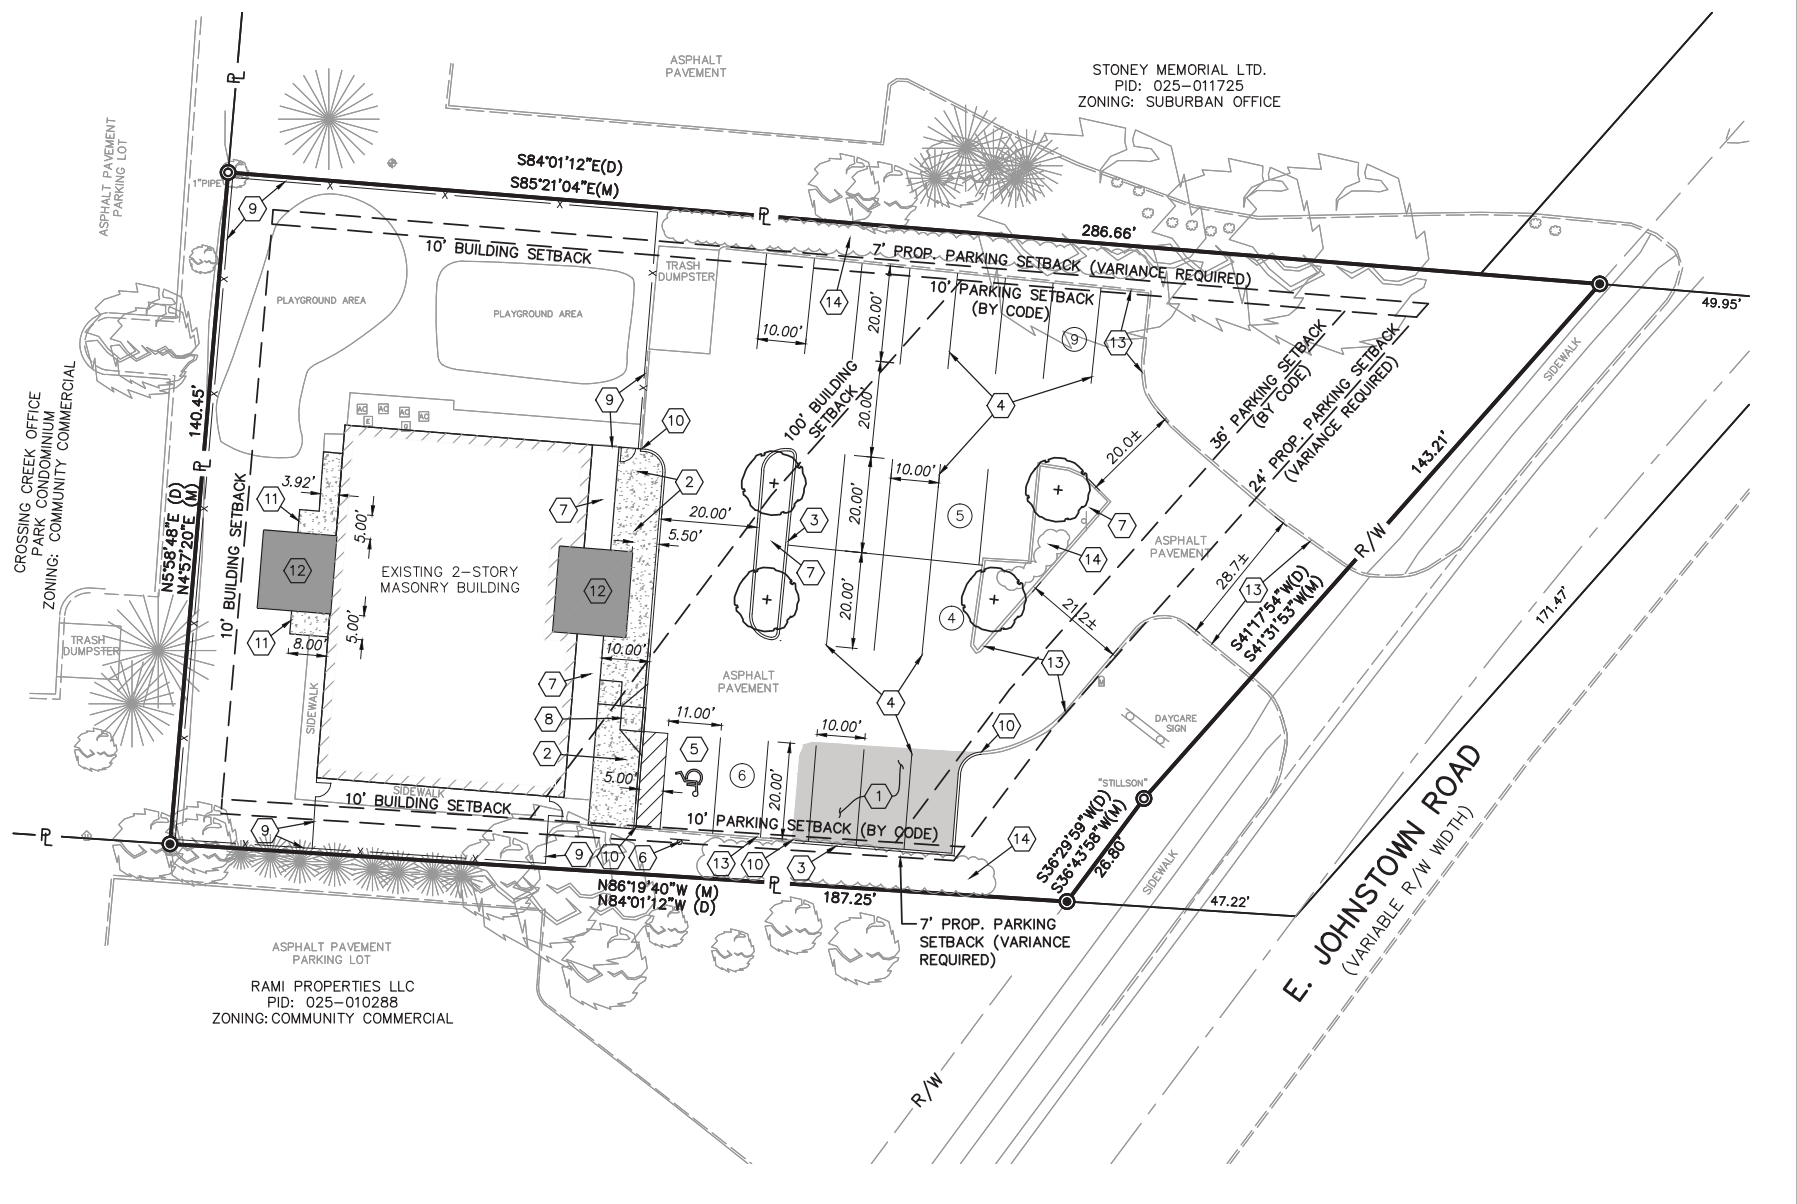 ASPHALT
PAVEMENT
STONEY MEMORIAL LTD.
PID: 025-011725
ZONING: SUBURBAN OFFICE
PL
ASPHALT PAVEMENT
PARKING LOT
1"PIPE
9
S84°01'12"E(D)
S85°21'04"E(M)
PL
286.66'
49.95'
10' BUILDING SETBACK
7' PROP. PARKING SETBACK (VARIANCE REQUIRED)
10' PARKING SETBACK
(BY CODE)
TRASH
DUMPSTER
PLAYGROUND AREA
PLAYGROUND AREA
14
10.00'
20.00'
20.00'
9
13
4
36' PARKING SETBACK
(BY CODE)
24' PROP. PARKING SETBACK
(VARIANCE REQUIRED)
SIDEWALK
143.21'
100' BUILDING
SETBACK
9
10
AC
AC
AC
AC
E
G
CROSSING CREEK OFFICE
PARK CONDOMINIUM
ZONING: COMMUNITY COMMERCIAL
140.45'
PL
N5°58'48"E (D)
N4°57'20"E (M)
10' BUILDING SETBACK
3.92'
11
5.00'
12
EXISTING 2-STORY
MASONRY BUILDING
7
2
20.00'
5.50'
12
3
7
10.00'
20.00'
20.00'
5
4
20.0±
7
14
ASPHALT
PAVEMENT
28.7±
13
R/W
S41°17'54"W(D)
S41°31'53"W(M)
171.47'
21.2±
13
TRASH
DUMPSTER
11
8.00'
5.00'
SIDEWALK
10.00'
7
8
2
ASPHALT
PAVEMENT
11.00'
5
6
10.00'
20.00'
4
10
1
M
DAYCARE
SIGN
"STILLSON"
5.00'
SIDEWALK
10' BUILDING SETBACK
10' PARKING SETBACK (BY CODE)
PL
9
9
10
6
13
10
3
14
S36°29'59"W(D)
S36°43'58"W(M)
26.80'
SIDEWALK
N86°19'40"W (M)
N84°01'12"W (D)
PL
187.25'
47.22'
7' PROP. PARKING
SETBACK (VARIANCE
REQUIRED)
E. JOHNSTOWN ROAD
(VARIABLE R/W WIDTH)
ASPHALT PAVEMENT
PARKING LOT
RAMI PROPERTIES LLC
PID: 025-010288
ZONING: COMMUNITY COMMERCIAL
R/W